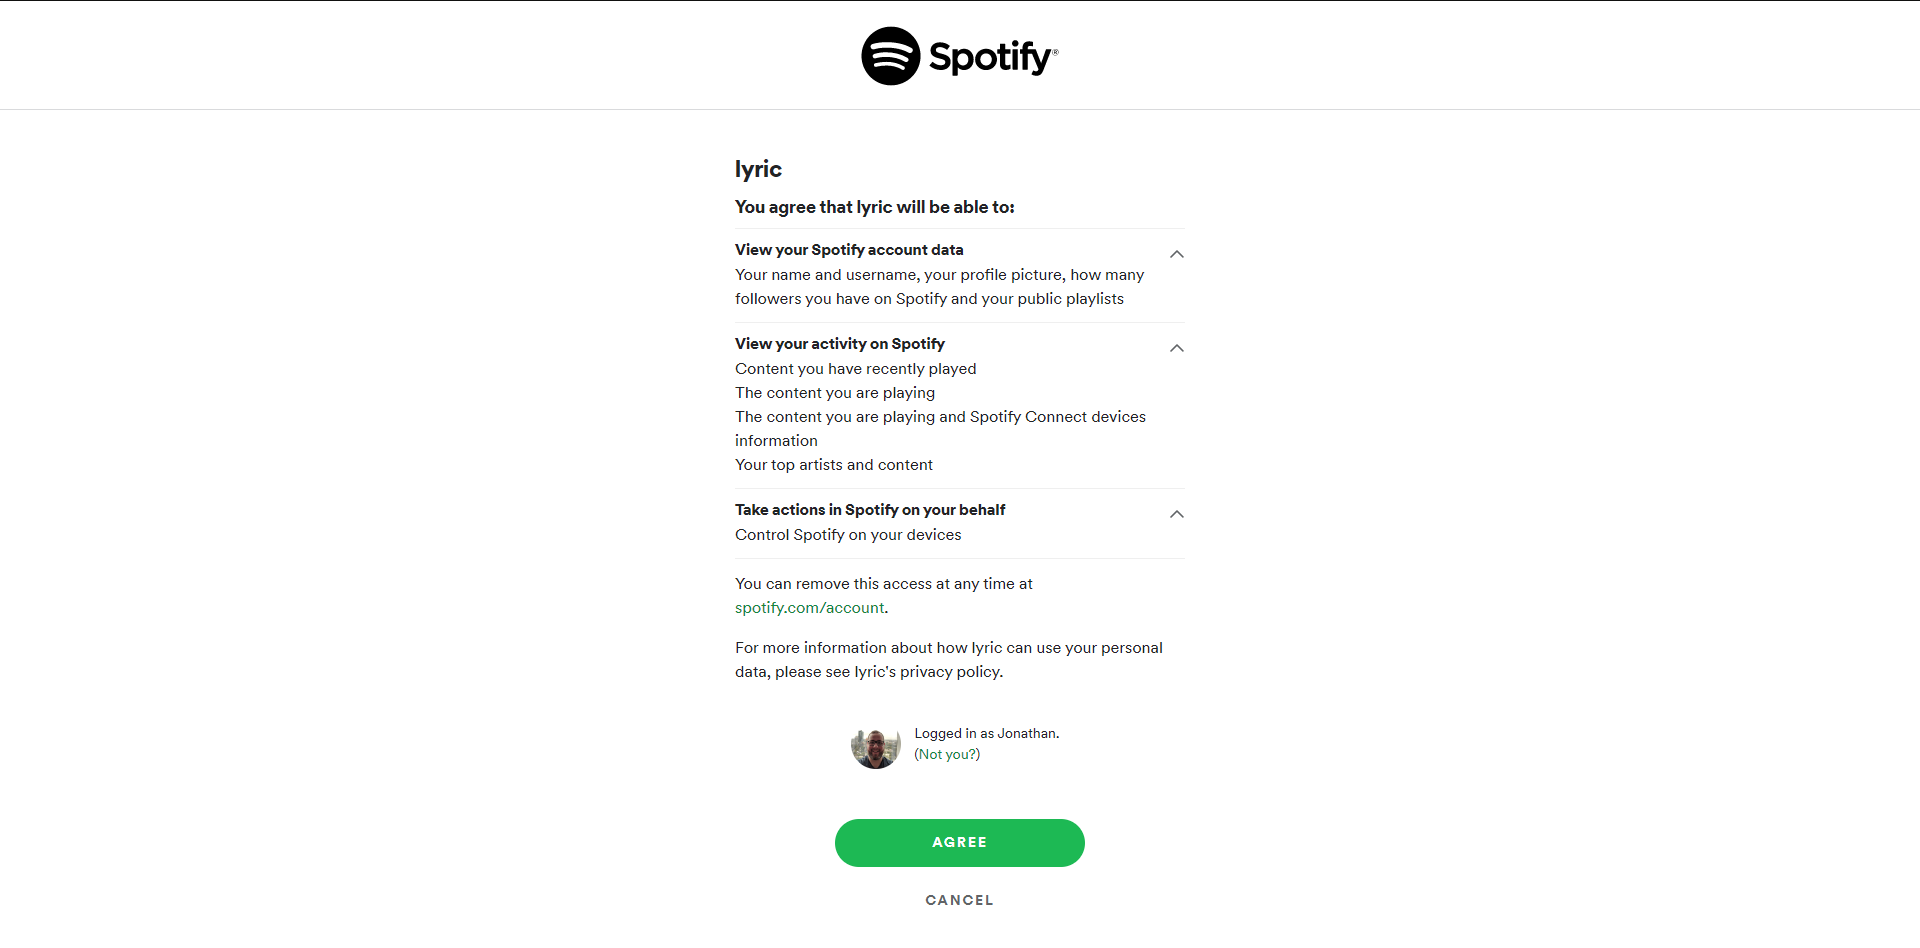 Spotify®
lyric
You agree that lyric will be able to:
View your Spotify account data
Your name and username, your profile picture, how many
followers you have on Spotify and your public playlists
View your activity on Spotify
Content you have recently played
The content you are playing
The content you are playing and Spotify Connect devices
information
Your top artists and content
Take actions in Spotify on your behalf
Control Spotify on your devices
You can remove this access at any time at
spotify.com/account.
For more information about how lyric can use your personal
data, please see lyric's privacy policy.
Logged in as Jonathan.
(Not you?)
AGREE
CANCEL